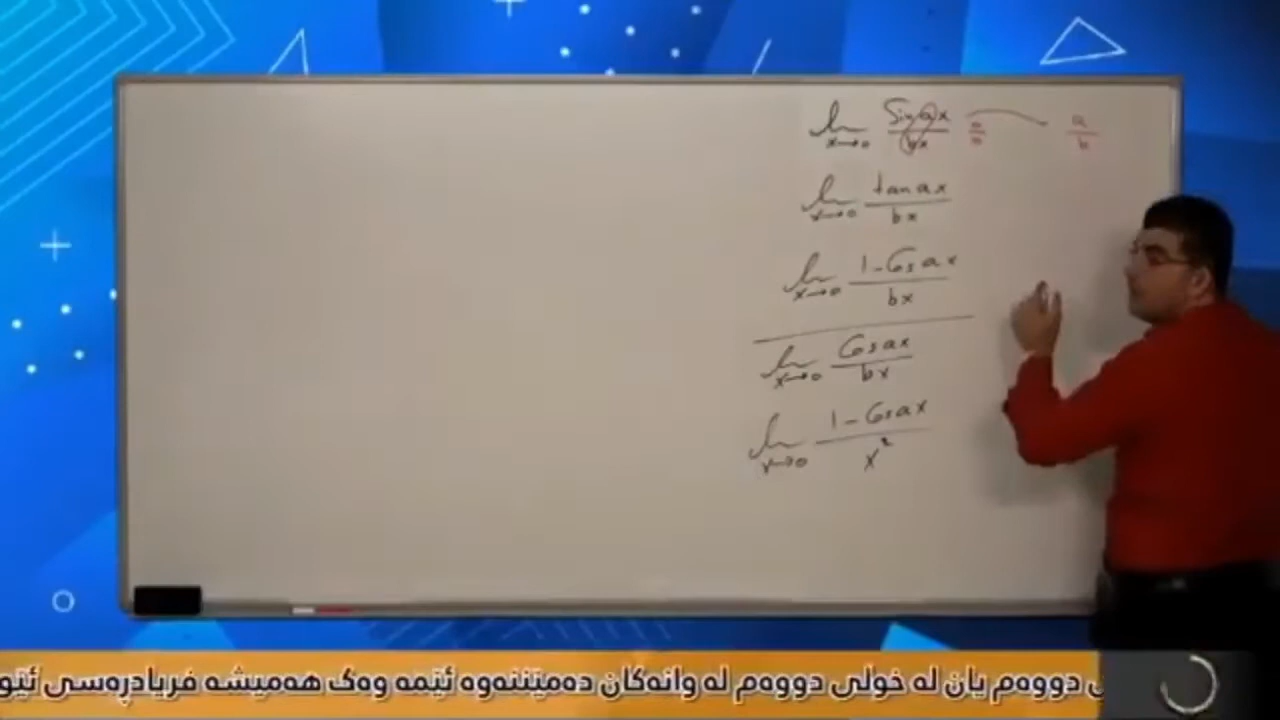 lim x→0 Sin ax / bx 0/0 a/b
lim x→0 tan ax / bx
lim x→0 1 - Cos ax / bx
lim x→0 Cos ax / bx
lim x→0 1 - Cos ax / x²
دووەم یان لە خولی دووەم لە وانەکان دەمێننەوە ئێمە وەک هەمیشە فریادڕەسی ئێو